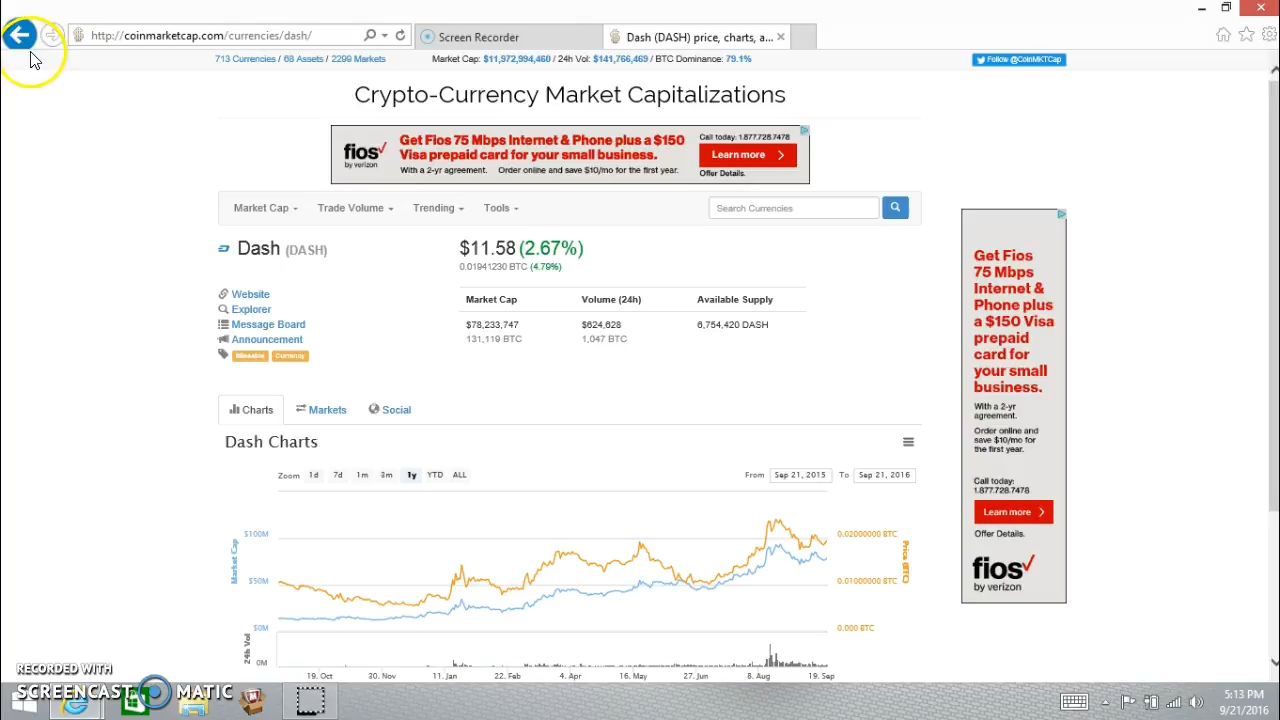 http://coinmarketcap.com/currencies/dash/
Screen Recorder
Dash (DASH) price, charts, a...
713 Currencies / 68 Assets / 2299 Markets
Market Cap: $11,972,994,460 / 24h Vol: $141,766,469 / BTC Dominance: 79.1%
Follow @CoinMKTCap
Crypto-Currency Market Capitalizations
fios by verizon
Get Fios 75 Mbps Internet & Phone plus a $150
Visa prepaid card for your small business.
With a 2-yr agreement. Order online and save $10/mo for the first year.
Call today: 1.877.728.7478
Learn more
Offer Details.
Market Cap
Trade Volume
Trending
Tools
Search Currencies
Dash (DASH)
$11.58 (2.67%)
0.01941230 BTC (4.79%)
Website
Explorer
Message Board
Announcement
Mineable Currency
Market Cap Volume (24h) Available Supply
$78,233,747 $624,628 6,754,420 DASH
131,119 BTC 1,047 BTC
Charts
Markets
Social
Dash Charts
Zoom 1d 7d 1m 3m 1y YTD ALL
From Sep 21, 2015 To Sep 21, 2016
$100M
$50M
$0M
Market Cap
0.02000000 BTC
0.01000000 BTC
0.000 BTC
Price (BTC)
24h Vol
0M
19. Oct 30. Nov 11. Jan 22. Feb 4. Apr 16. May 27. Jun 8. Aug 19. Sep
Get Fios
75 Mbps
Internet &
Phone plus
a $150 Visa
prepaid
card for
your small
business.
With a 2-yr
agreement.
Order online and
save $10/mo for
the first year.
Call today:
1.877.728.7478
Learn more
Offer Details.
fios
by verizon
RECORDED WITH
SCREENCAST MATIC
5:13 PM
9/21/2016